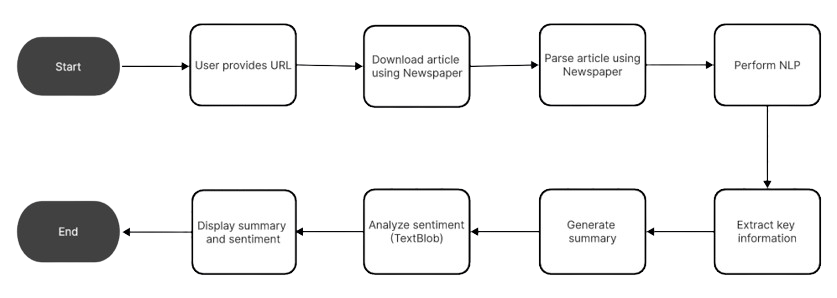 Start
User provides URL
Download article
using Newspaper
Parse article using
Newspaper
Perform NLP
Extract key
information
Generate
summary
Analyze sentiment
(TextBlob)
Display summary
and sentiment
End